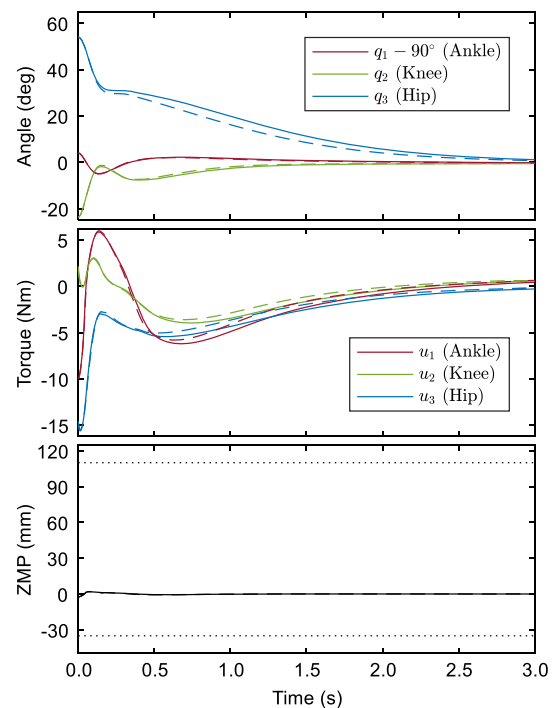 60
40
20
0
-20
Angle (deg)
q₁ − 90° (Ankle)
q₂ (Knee)
q₃ (Hip)
5
0
-5
-10
-15
Torque (Nm)
u₁ (Ankle)
u₂ (Knee)
u₃ (Hip)
120
90
60
30
0
-30
ZMP (mm)
0.0 0.5 1.0 1.5 2.0 2.5 3.0
Time (s)